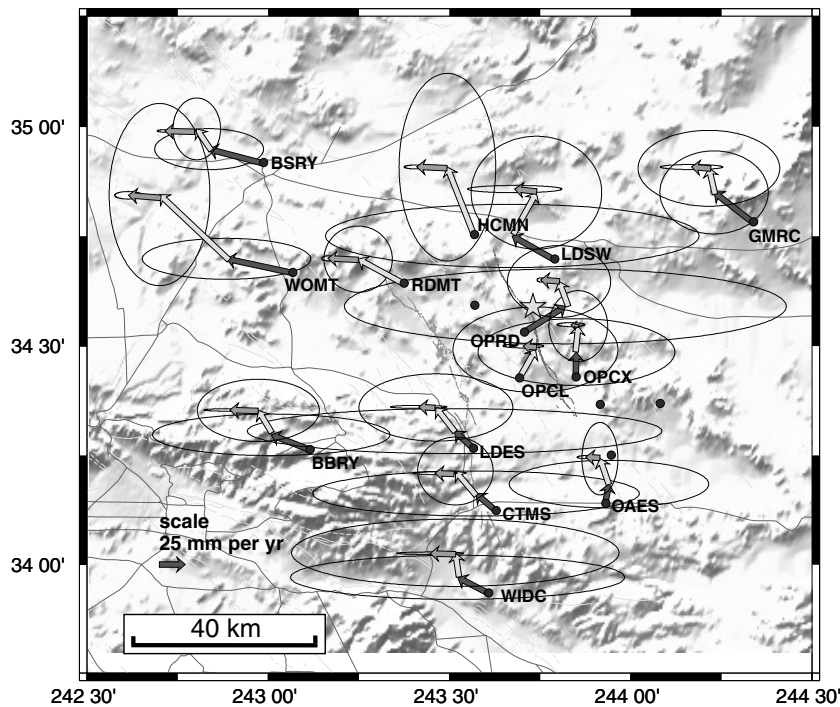 35 00'
BSRY
HCMN
GMRC
LDSW
WOMT
RDMT
OPRD
34 30'
OPCX
OPCL
LDES
BBRY
OAES
CTMS
scale
25 mm per yr
34 00'
WIDC
40 km
242 30'
243 00'
243 30'
244 00'
244 30'